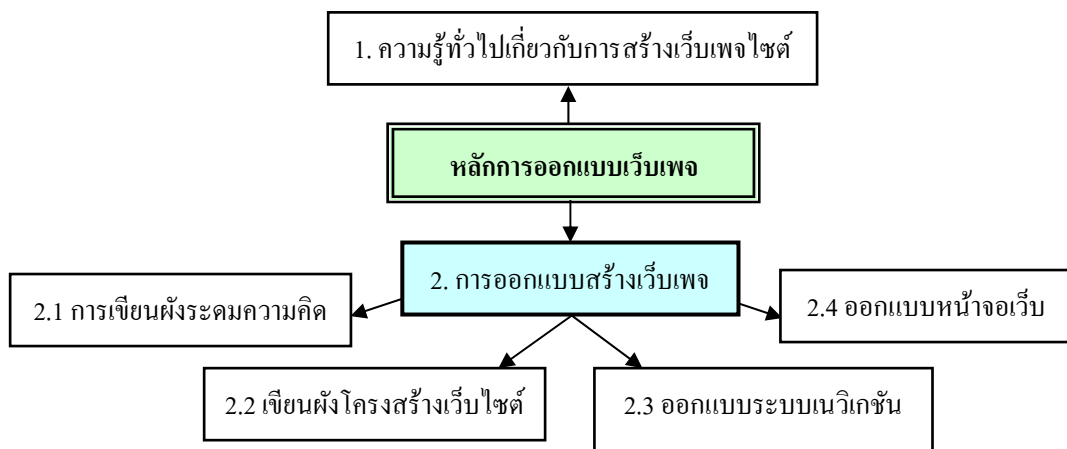 1. ความรู้ทั่วไปเกี่ยวกับการสร้างเว็บเพจไซต์
หลักการออกแบบเว็บเพจ
2. การออกแบบสร้างเว็บเพจ
2.1 การเขียนผังระดมความคิด
2.4 ออกแบบหน้าจอเว็บ
2.2 เขียนผังโครงสร้างเว็บไซต์
2.3 ออกแบบระบบเนวิเกชัน